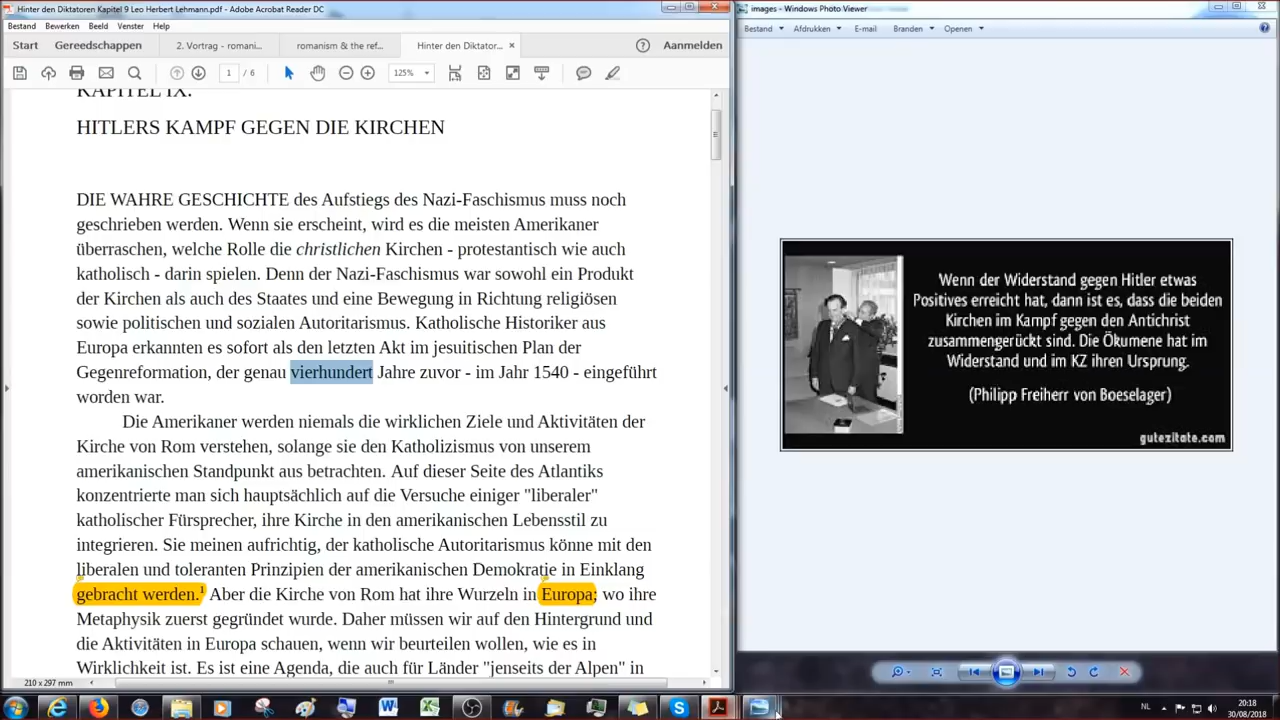 Hinter den Diktatoren Kapitel 9 Leo Herbert Lehmann.pdf - Adobe Acrobat Reader DC
Bestand Bewerken Beeld Venster Help
Start Gereedschappen 2. Vortrag - romani... romanism & the ref... Hinter den Diktator... × Aanmelden
1 / 6 125%
KAPITEL IX.
HITLERS KAMPF GEGEN DIE KIRCHEN
DIE WAHRE GESCHICHTE des Aufstiegs des Nazi-Faschismus muss noch
geschrieben werden. Wenn sie erscheint, wird es die meisten Amerikaner
überraschen, welche Rolle die christlichen Kirchen - protestantisch wie auch
katholisch - darin spielen. Denn der Nazi-Faschismus war sowohl ein Produkt
der Kirchen als auch des Staates und eine Bewegung in Richtung religiösen
sowie politischen und sozialen Autoritarismus. Katholische Historiker aus
Europa erkannten es sofort als den letzten Akt im jesuitischen Plan der
Gegenreformation, der genau vierhundert Jahre zuvor - im Jahr 1540 - eingeführt
worden war.
Die Amerikaner werden niemals die wirklichen Ziele und Aktivitäten der
Kirche von Rom verstehen, solange sie den Katholizismus von unserem
amerikanischen Standpunkt aus betrachten. Auf dieser Seite des Atlantiks
konzentrierte man sich hauptsächlich auf die Versuche einiger "liberaler"
katholischer Fürsprecher, ihre Kirche in den amerikanischen Lebensstil zu
integrieren. Sie meinen aufrichtig, der katholische Autoritarismus könne mit den
liberalen und toleranten Prinzipien der amerikanischen Demokratie in Einklang
gebracht werden.¹ Aber die Kirche von Rom hat ihre Wurzeln in Europa; wo ihre
Metaphysik zuerst gegründet wurde. Daher müssen wir auf den Hintergrund und
die Aktivitäten in Europa schauen, wenn wir beurteilen wollen, wie es in
Wirklichkeit ist. Es ist eine Agenda, die auch für Länder "jenseits der Alpen" in
210 x 297 mm
images - Windows Photo Viewer
Bestand Afdrukken E-mail Branden Openen
Wenn der Widerstand gegen Hitler etwas
Positives erreicht hat, dann ist es, dass die beiden
Kirchen im Kampf gegen den Antichrist
zusammengerückt sind. Die Ökumene hat im
Widerstand und im KZ ihren Ursprung.
(Philipp Freiherr von Boeselager)
gutezitate.com
NL 20:18
30/08/2018